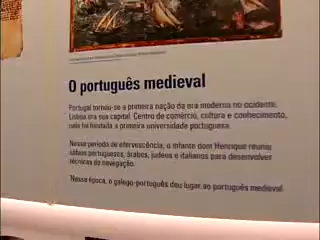 O português medieval
Portugal tornou-se a primeira nação da era moderna no ocidente.
Lisboa era sua capital. Centro de comércio, cultura e conhecimento,
nela foi fundada a primeira universidade portuguesa.
Nesse período de efervescência, o infante dom Henrique reuniu
sábios portugueses, árabes, judeus e italianos para desenvolver
técnicas de navegação.
Nessa época, o galego-português deu lugar ao português medieval